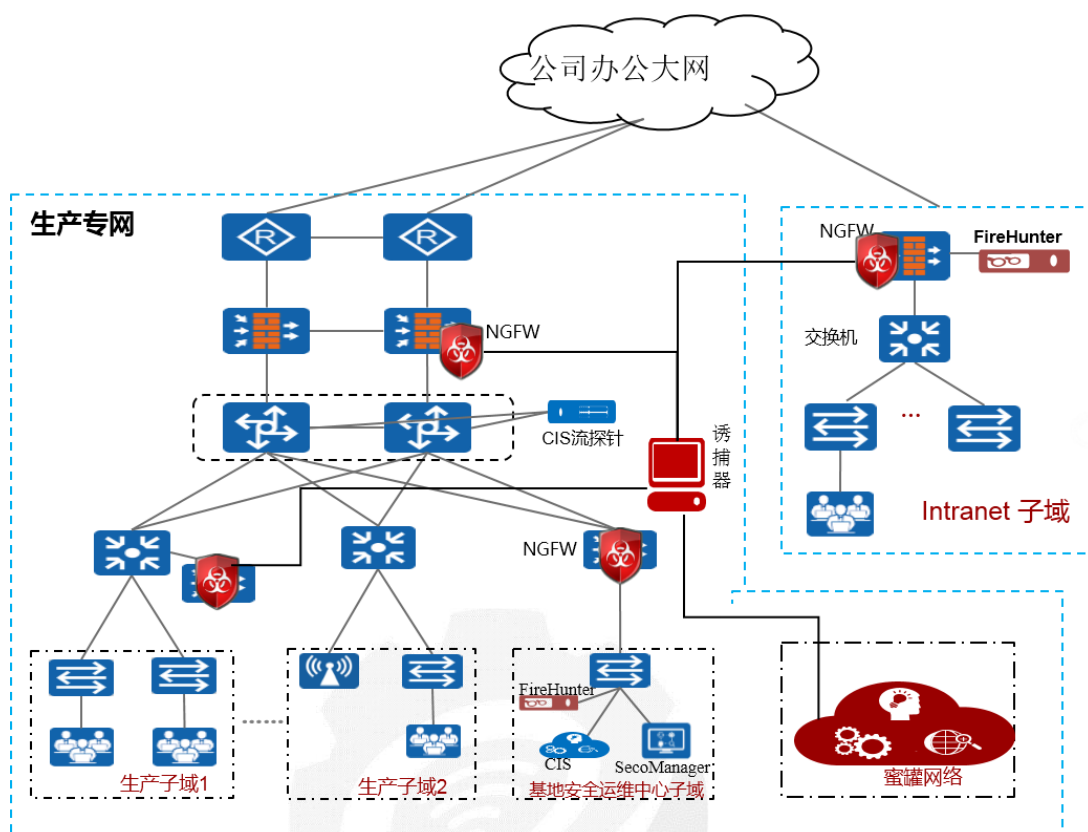 公司办公大网
生产专网
NGFW
FireHunter
NGFW
交换机
...
CIS流探针
诱捕器
Intranet 子域
NGFW
FireHunter
CIS
SecoManager
生产子域1
生产子域2
基地安全运维中心子域
蜜罐网络